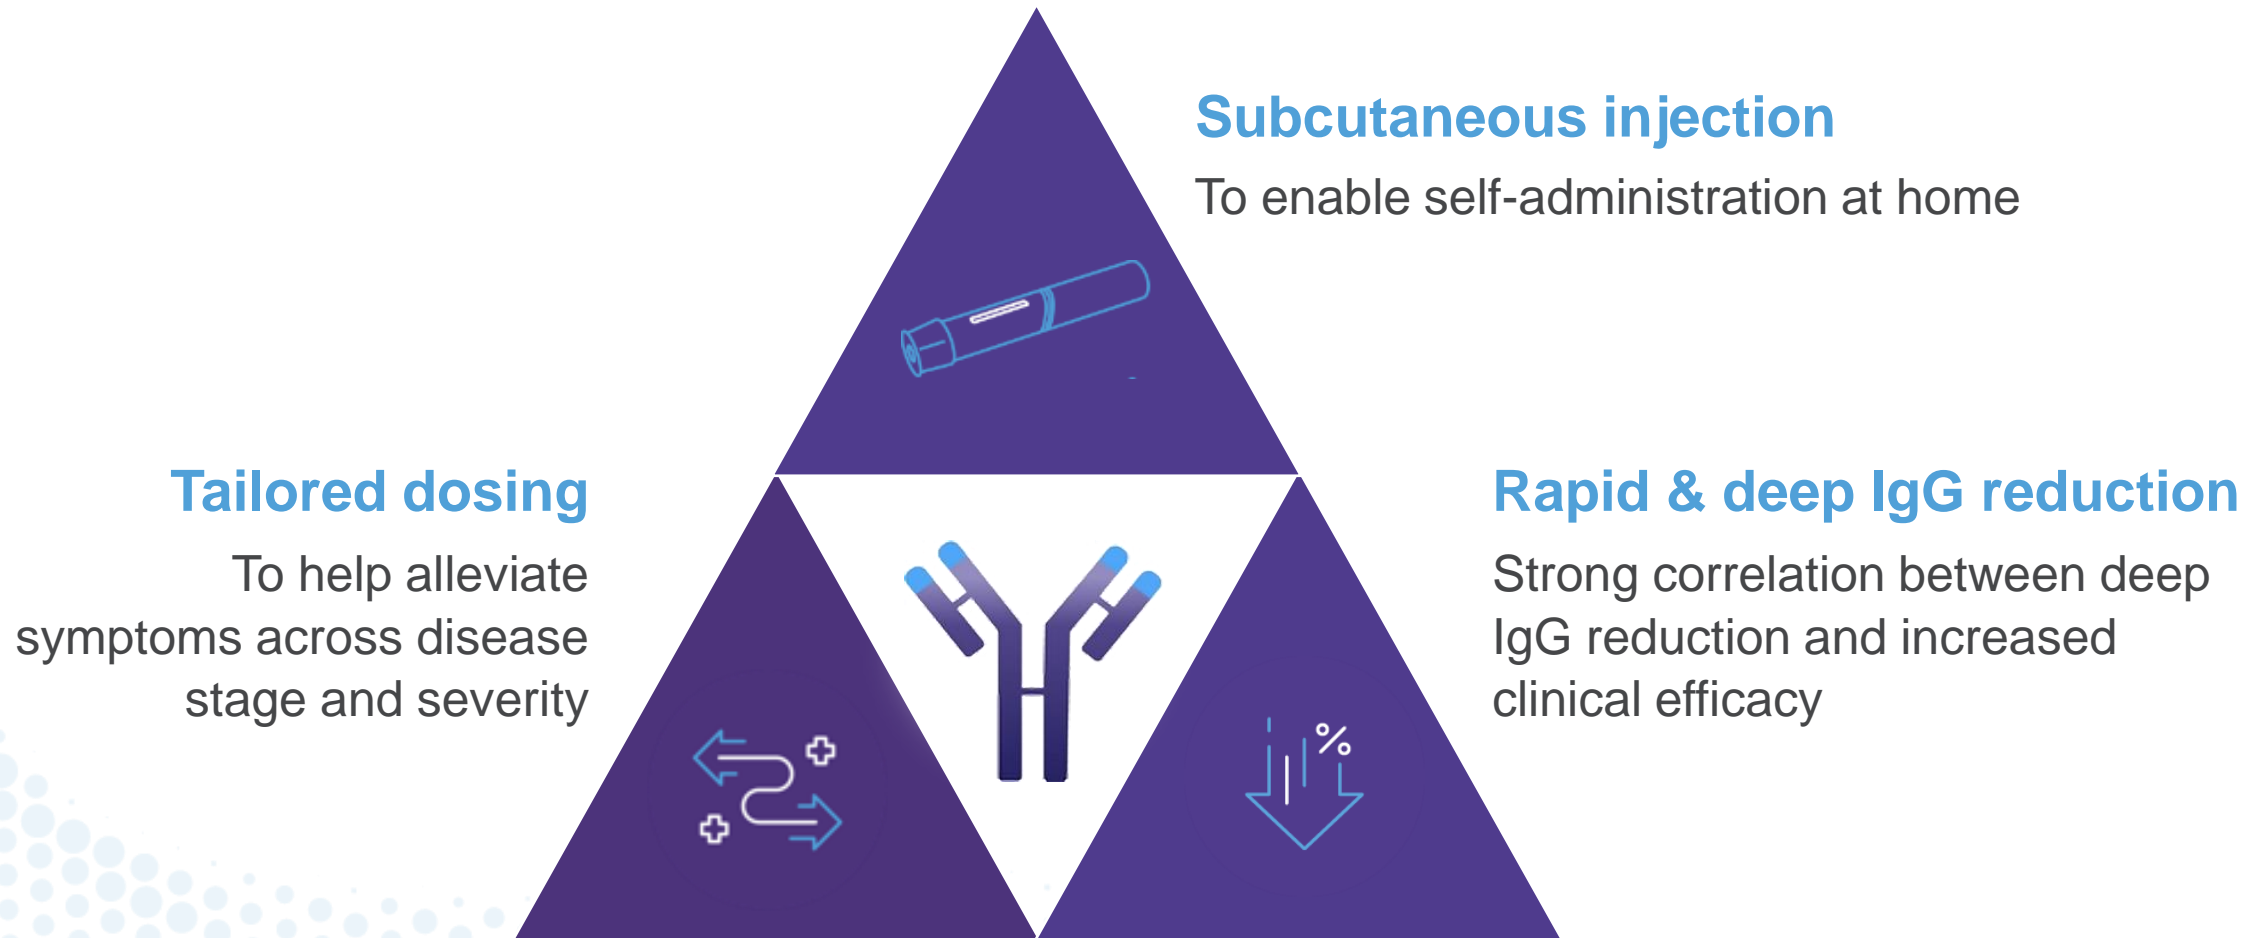 Subcutaneous injection
To enable self-administration at home
Tailored dosing
To help alleviate
symptoms across disease
stage and severity
Rapid & deep IgG reduction
Strong correlation between deep
IgG reduction and increased
clinical efficacy
%